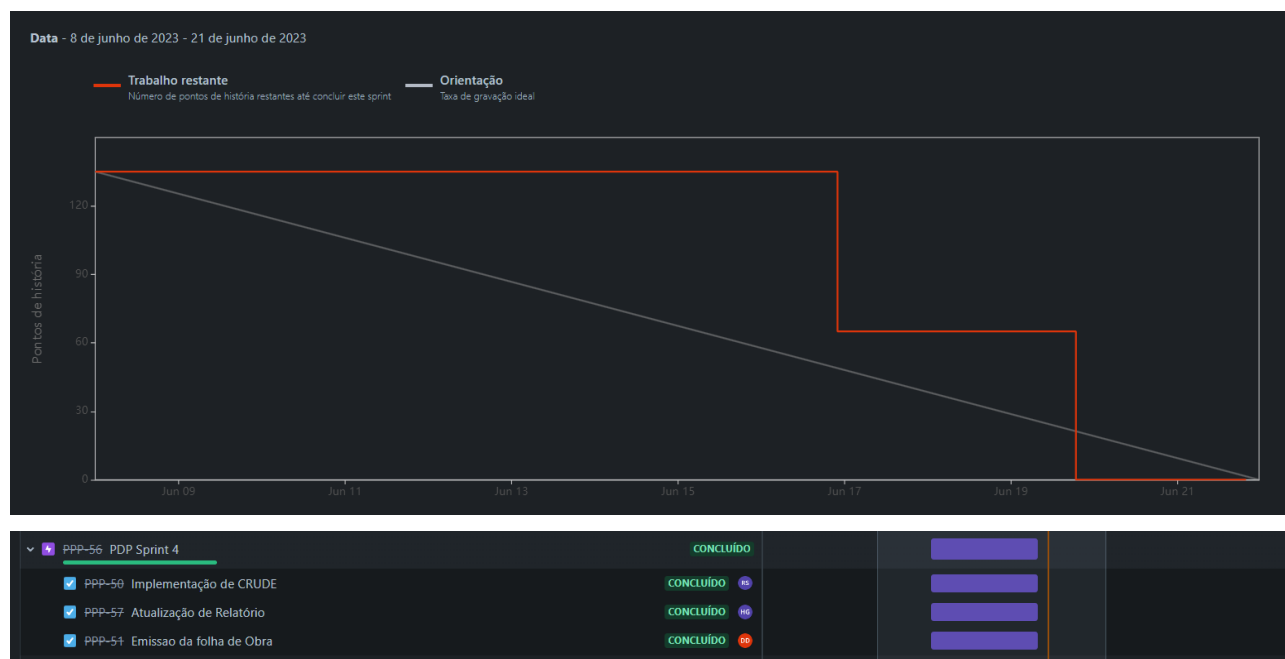 Data - 8 de junho de 2023 - 21 de junho de 2023
Trabalho restante
Número de pontos de história restantes até concluir este sprint
Orientação
Taxa de gravação ideal
Pontos de história
120
90
60
30
0
Jun 09 Jun 11 Jun 13 Jun 15 Jun 17 Jun 19 Jun 21
PPP-56 PDP Sprint 4 CONCLUÍDO
PPP-50 Implementação de CRUDE CONCLUÍDO RS
PPP-57 Atualização de Relatório CONCLUÍDO HG
PPP-51 Emissao da folha de Obra CONCLUÍDO DD